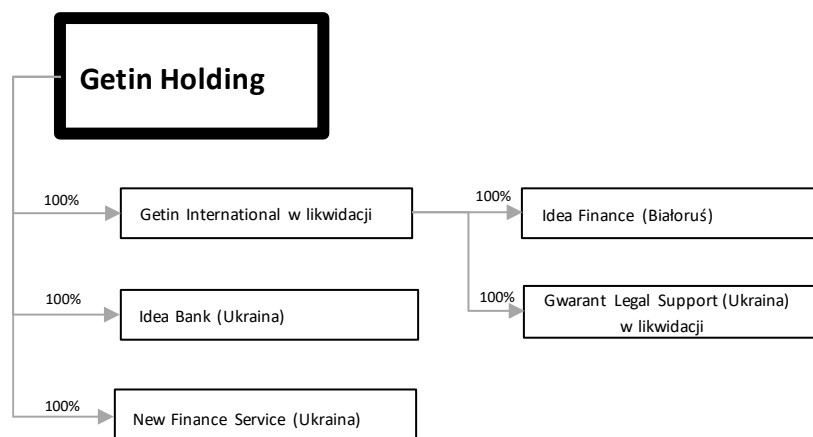 Getin Holding
100%
Getin International w likwidacji
100%
Idea Finance (Białoruś)
100%
Idea Bank (Ukraina)
100%
Gwarant Legal Support (Ukraina)
w likwidacji
100%
New Finance Service (Ukraina)